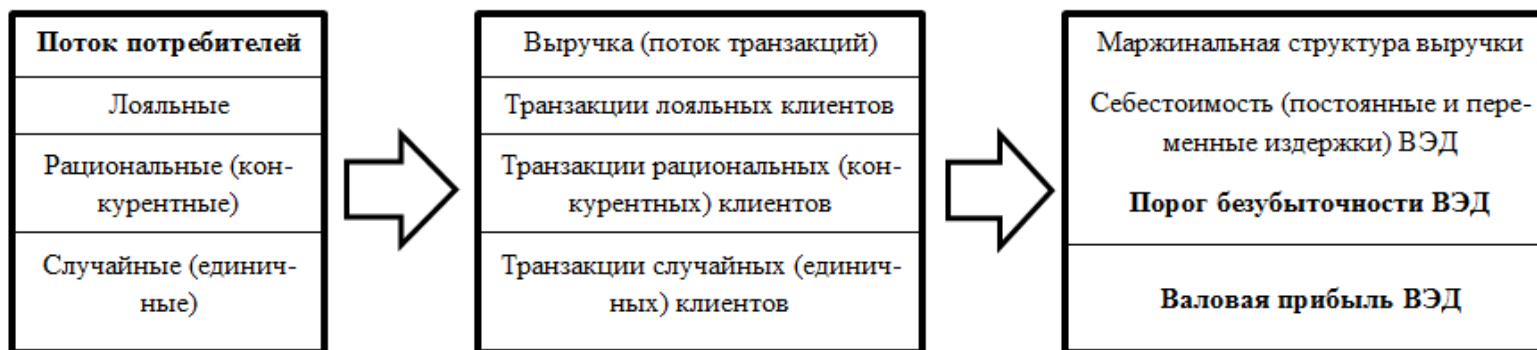 Поток потребителей
Лояльные
Рациональные (кон-
курентные)
Случайные (единич-
ные)
Выручка (поток транзакций)
Транзакции лояльных клиентов
Транзакции рациональных (кон-
курентных) клиентов
Транзакции случайных (единич-
ных) клиентов
Маржинальная структура выручки
Себестоимость (постоянные и пере-
менные издержки) ВЭД
Порог безубыточности ВЭД
Валовая прибыль ВЭД